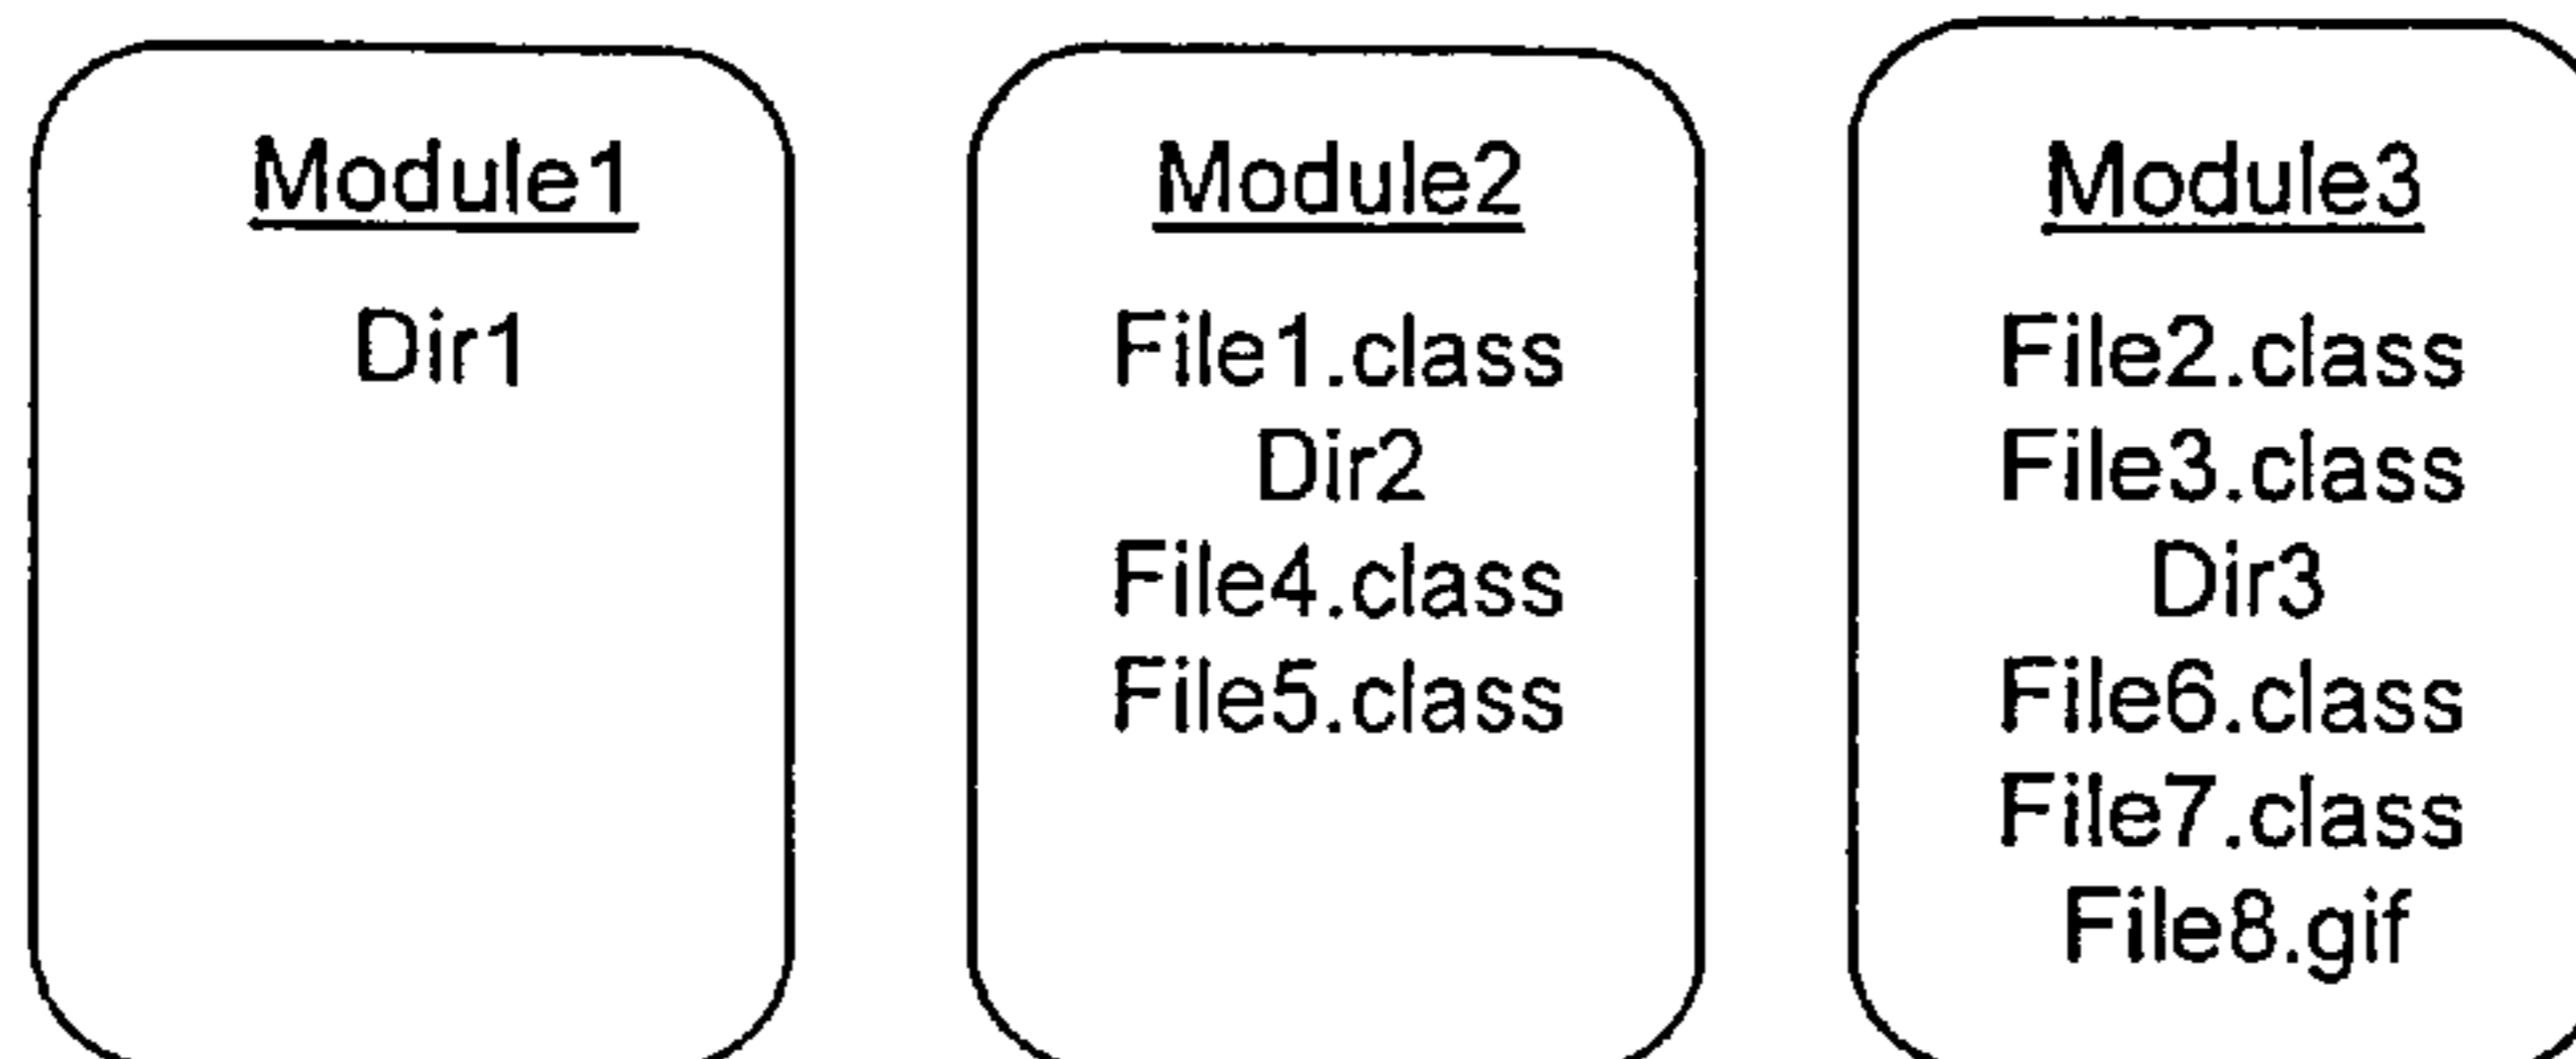 Module1
Dir1
Module2
File1.class
Dir2
File4.class
File5.class
Module3
File2.class
File3.class
Dir3
File6.class
File7.class
File8.gif